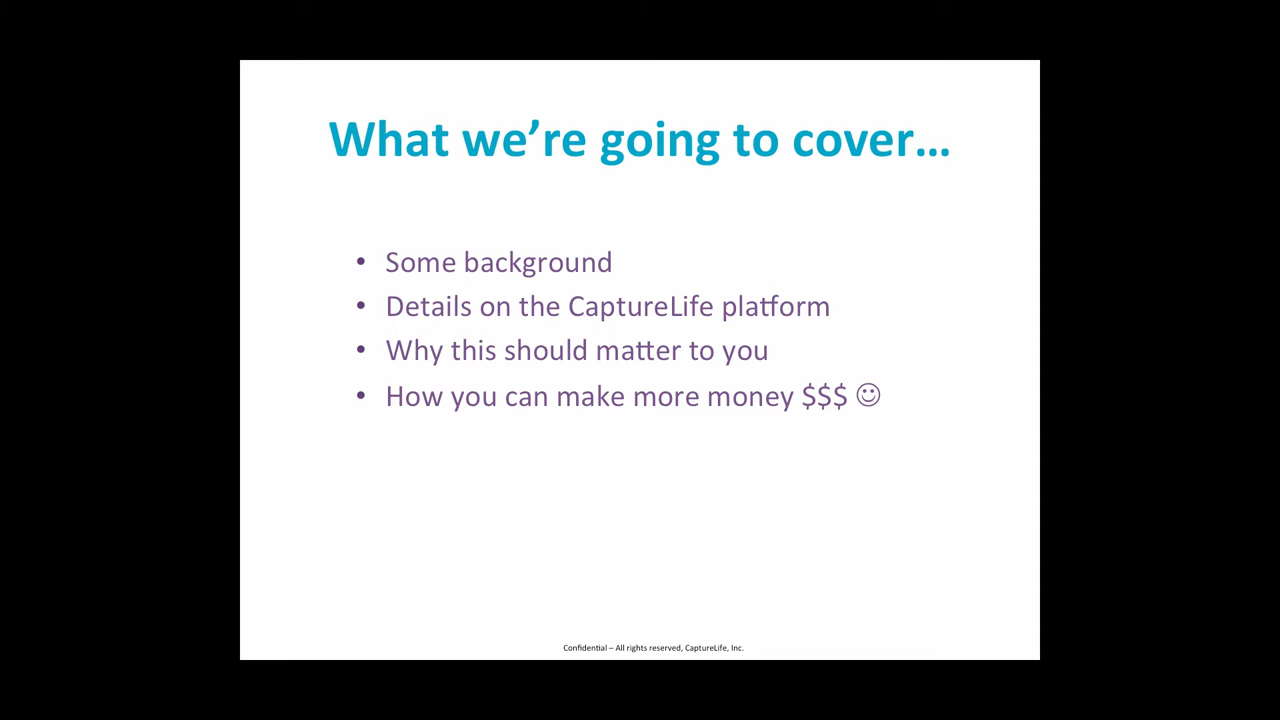 What we’re going to cover…
• Some background
• Details on the CaptureLife platform
• Why this should matter to you
• How you can make more money $$$ ☺
Confidential – All rights reserved, CaptureLife, Inc.